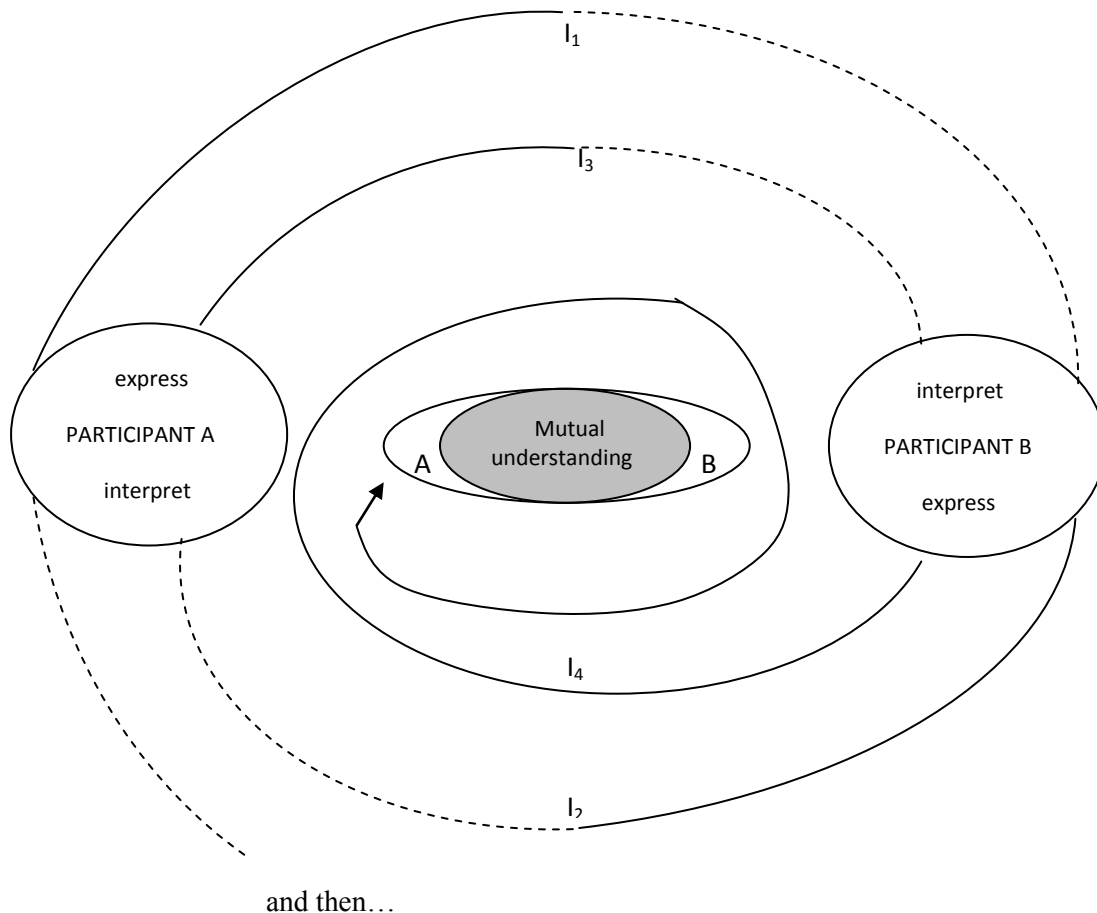 I₁
I₃
express
PARTICIPANT A
interpret
Mutual
understanding
A
B
interpret
PARTICIPANT B
express
I₄
I₂
and then…